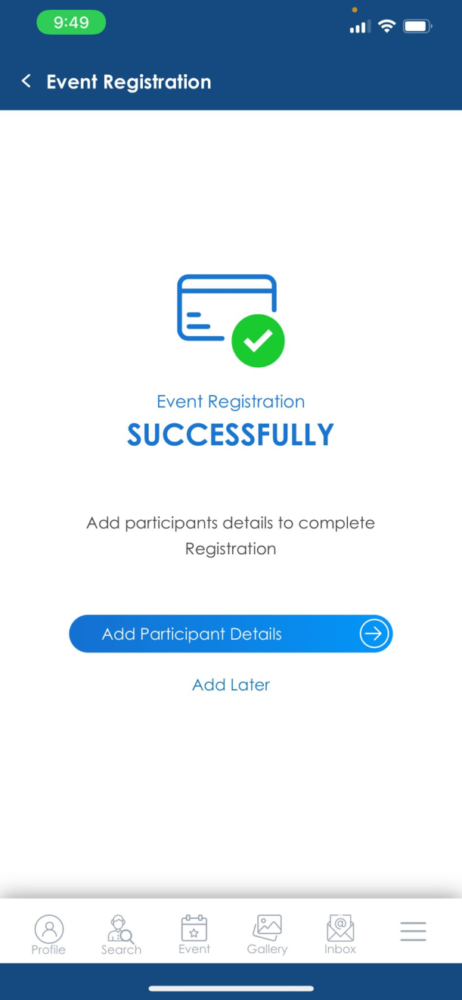 9:49
Event Registration
Event Registration
SUCCESSFULLY
Add participants details to complete
Registration
Add Participant Details
Add Later
Profile
Search
Event
Gallery
Inbox